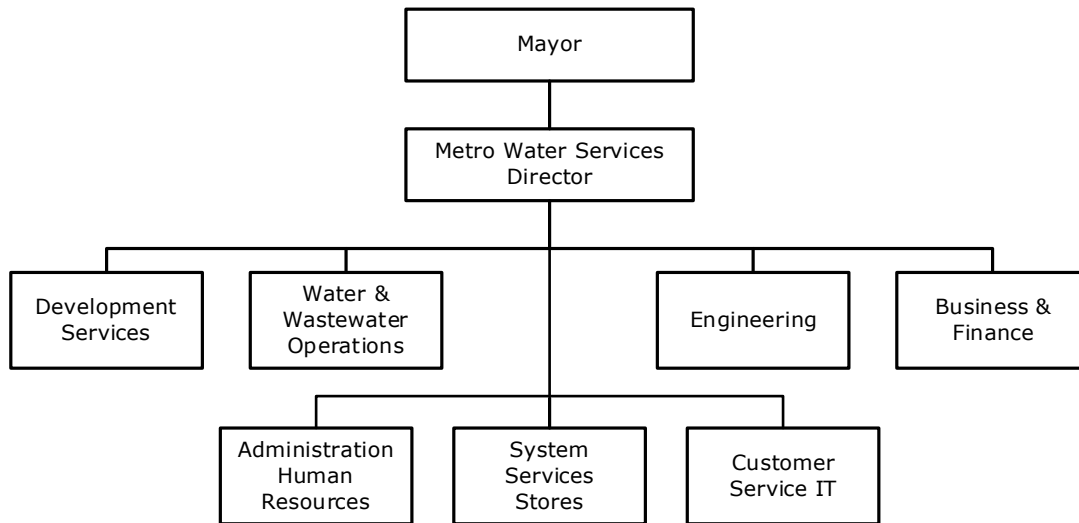 Mayor
Metro Water Services
Director
Development
Services
Water &
Wastewater
Operations
Engineering
Business &
Finance
Administration
Human
Resources
System
Services
Stores
Customer
Service IT